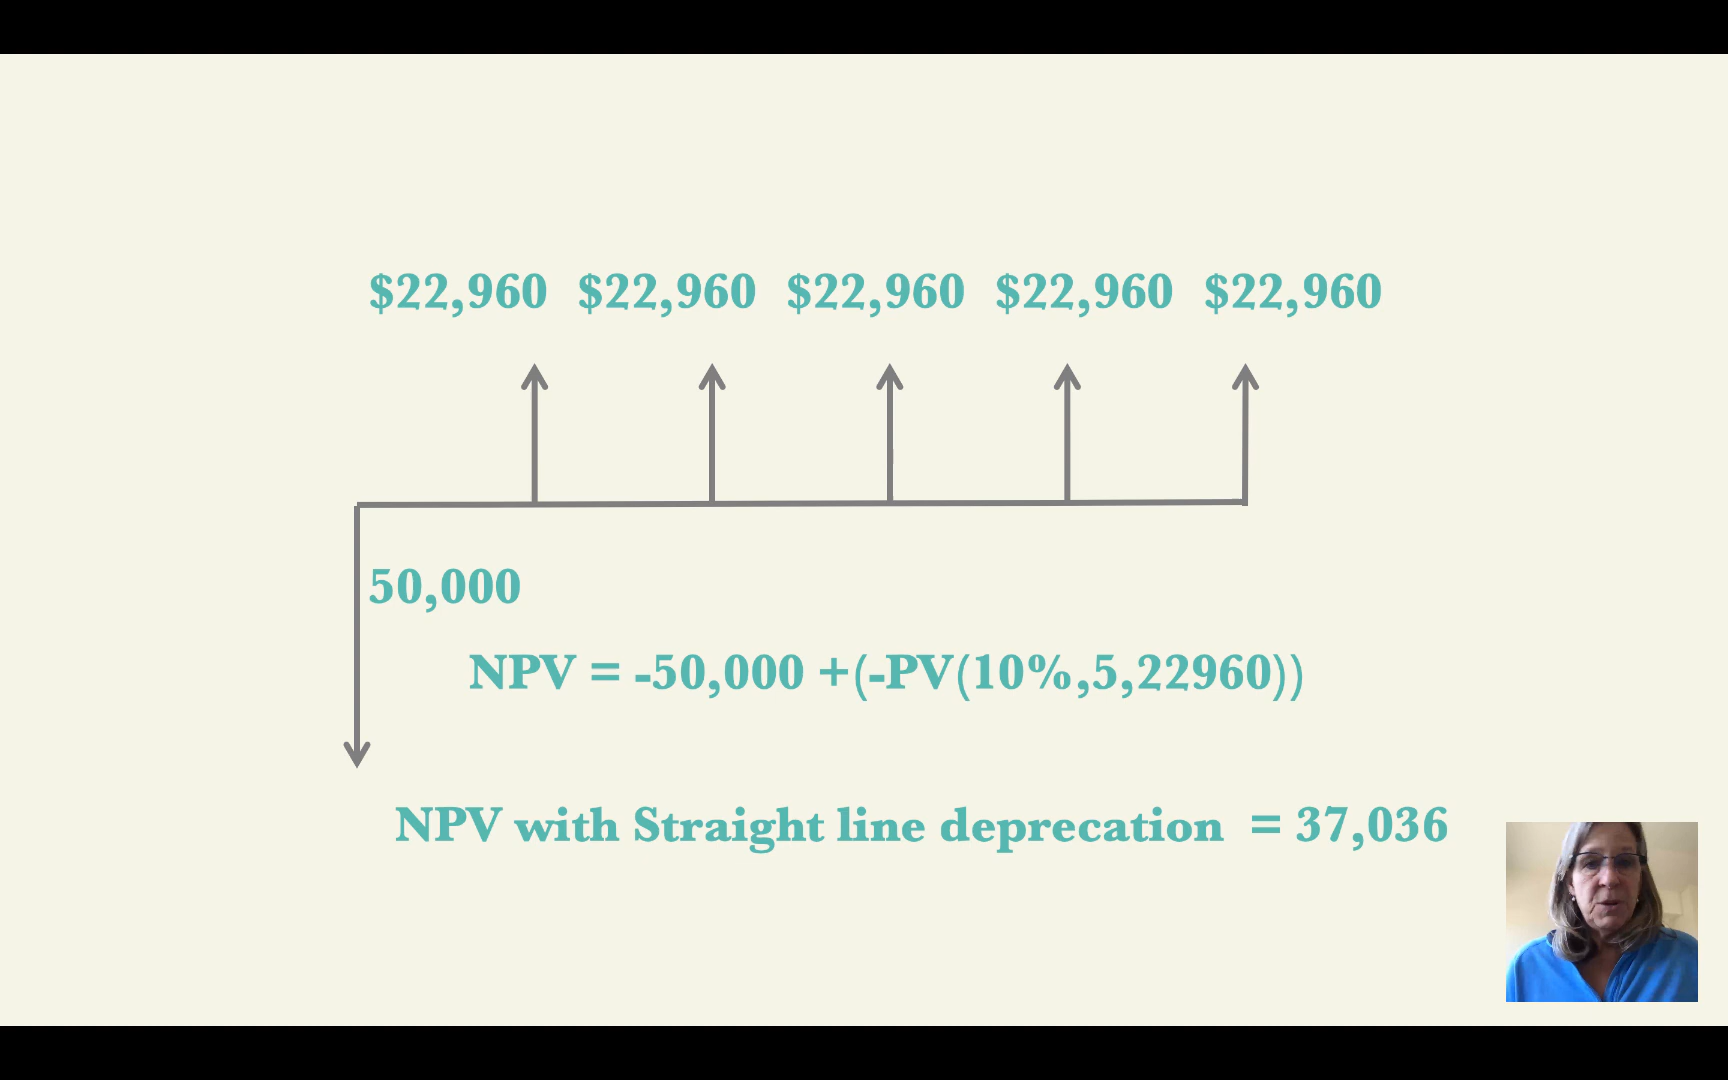 $22,960 $22,960 $22,960 $22,960 $22,960
50,000
NPV = -50,000 +(-PV(10%,5,22960))
NPV with Straight line deprecation = 37,036